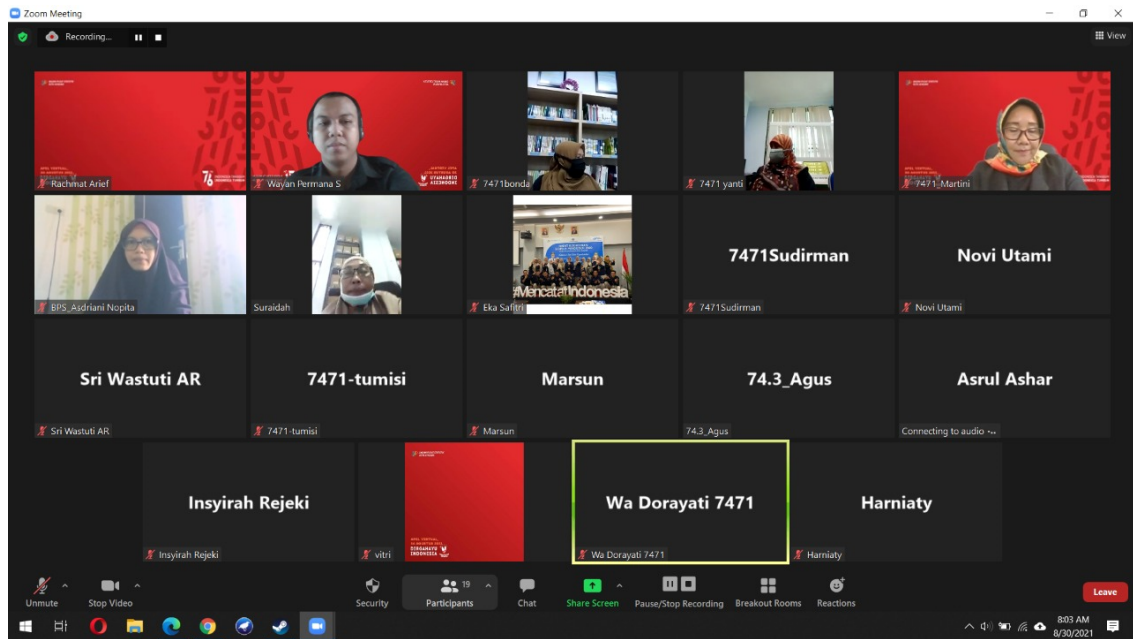 Zoom Meeting
Recording...
View
Rachmat Arief
76
Wayan Permana S
7471bonda
7471 yanti
7471_Martini
BPS_Asdriani Nopita
Suraidah
#MencatatIndonesia
Eka Safitri
7471Sudirman
7471Sudirman
Novi Utami
Novi Utami
Sri Wastuti AR
Sri Wastuti AR
7471-tumisi
7471-tumisi
Marsun
Marsun
74.3_Agus
74.3_Agus
Asrul Ashar
Connecting to audio
Insyirah Rejeki
Insyirah Rejeki
vitri
Wa Dorayati 7471
Wa Dorayati 7471
Harniaty
Harniaty
Unmute
Stop Video
Security
Participants
19
Chat
Share Screen
Pause/Stop Recording
Breakout Rooms
Reactions
Leave
8:03 AM
8/30/2021